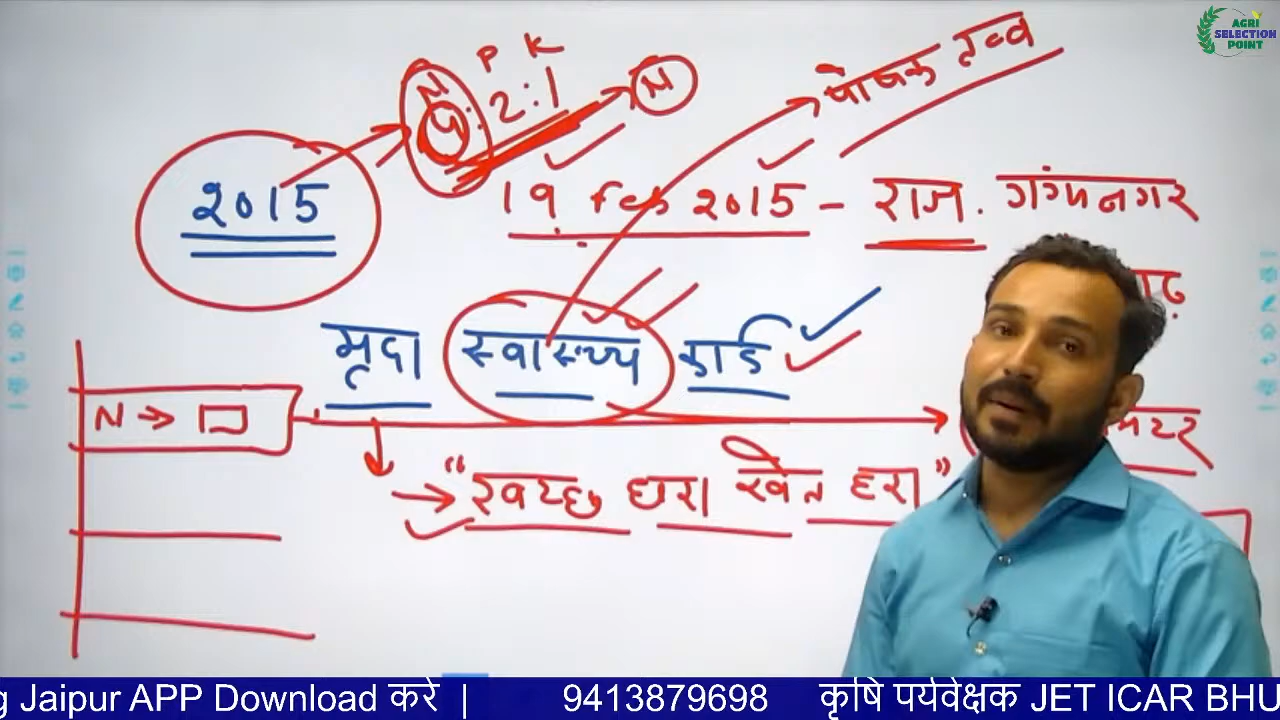 AGRI
SELECTION
POINT
N P K
4:2:1 → N
पोषक तत्व
2015
19 Feb 2015 - राज. गंगानगर
मृदा स्वास्थ्य कार्ड
N →
→ "स्वच्छ धरा खेत हरा"
g Jaipur APP Download करे | 9413879698 कृषि पर्यवेक्षक JET ICAR BHU